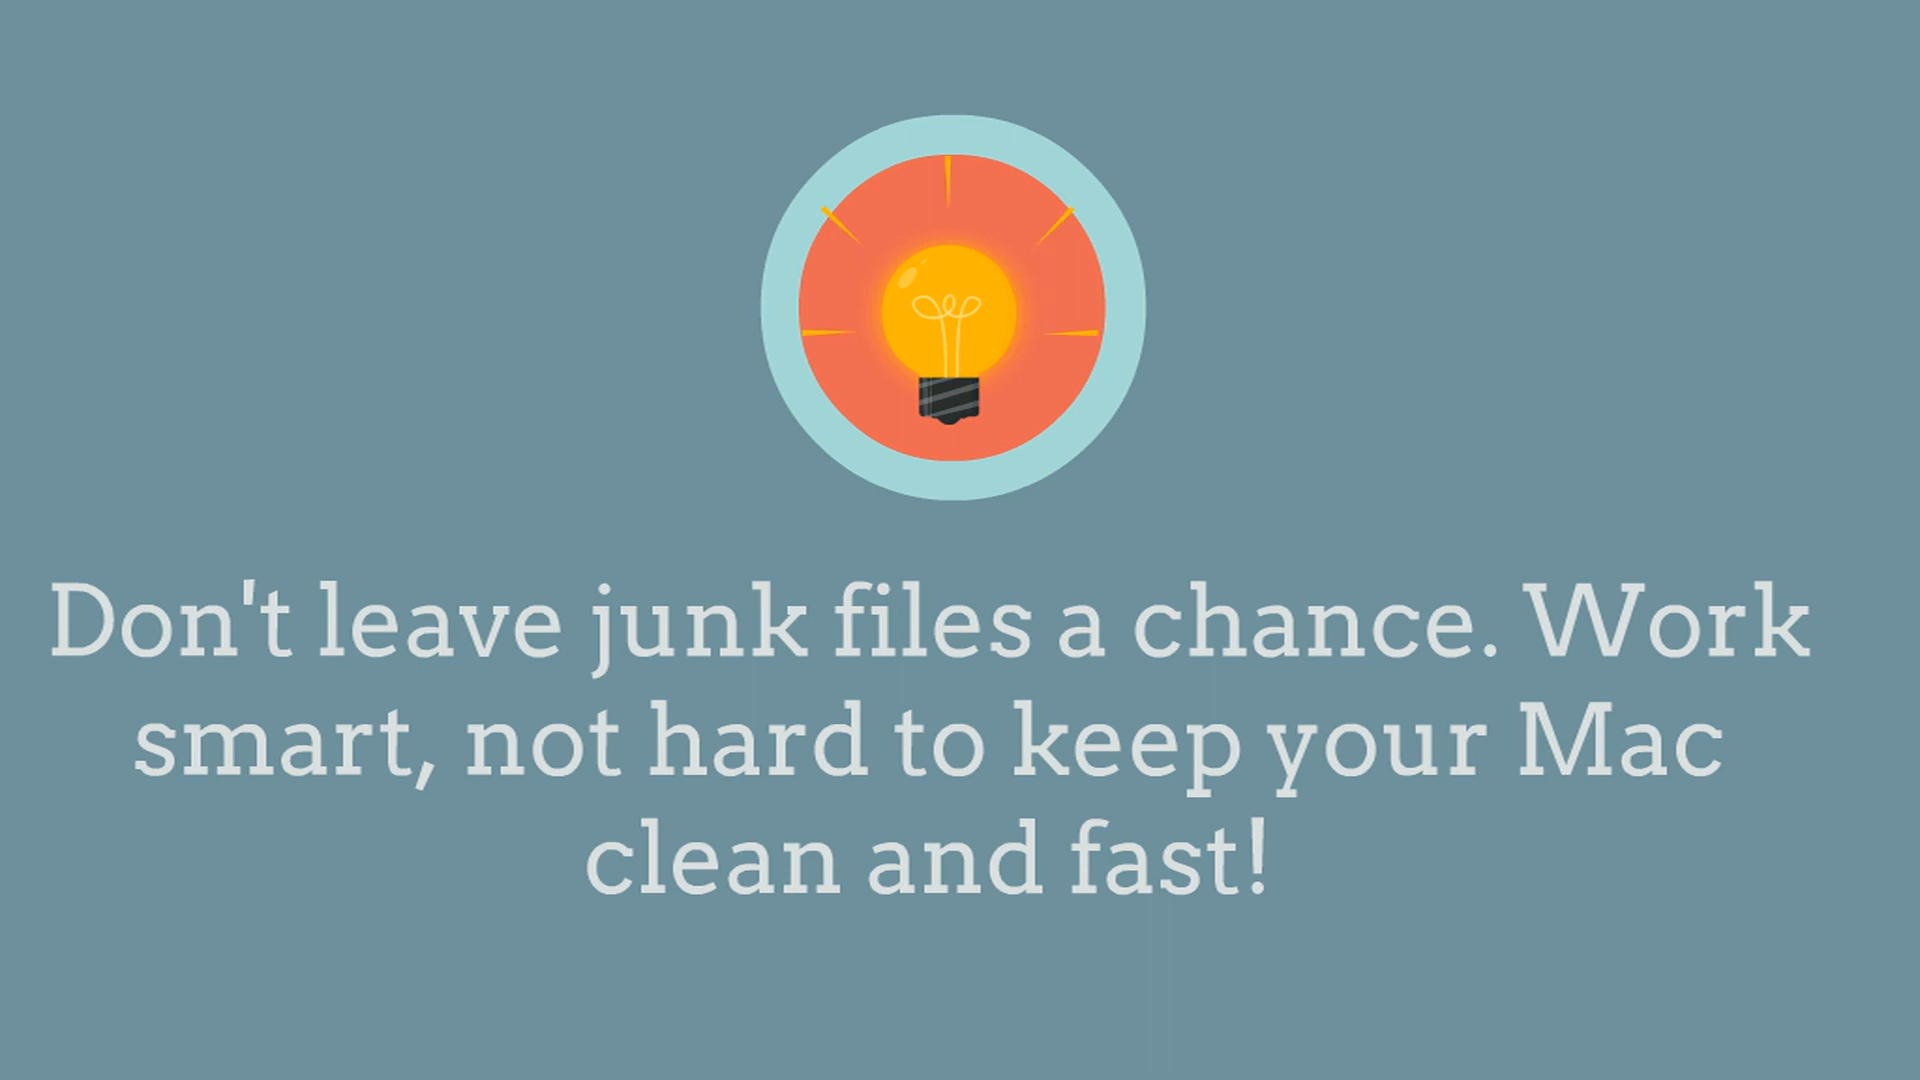 Don't leave junk files a chance. Work
smart, not hard to keep your Mac
clean and fast!